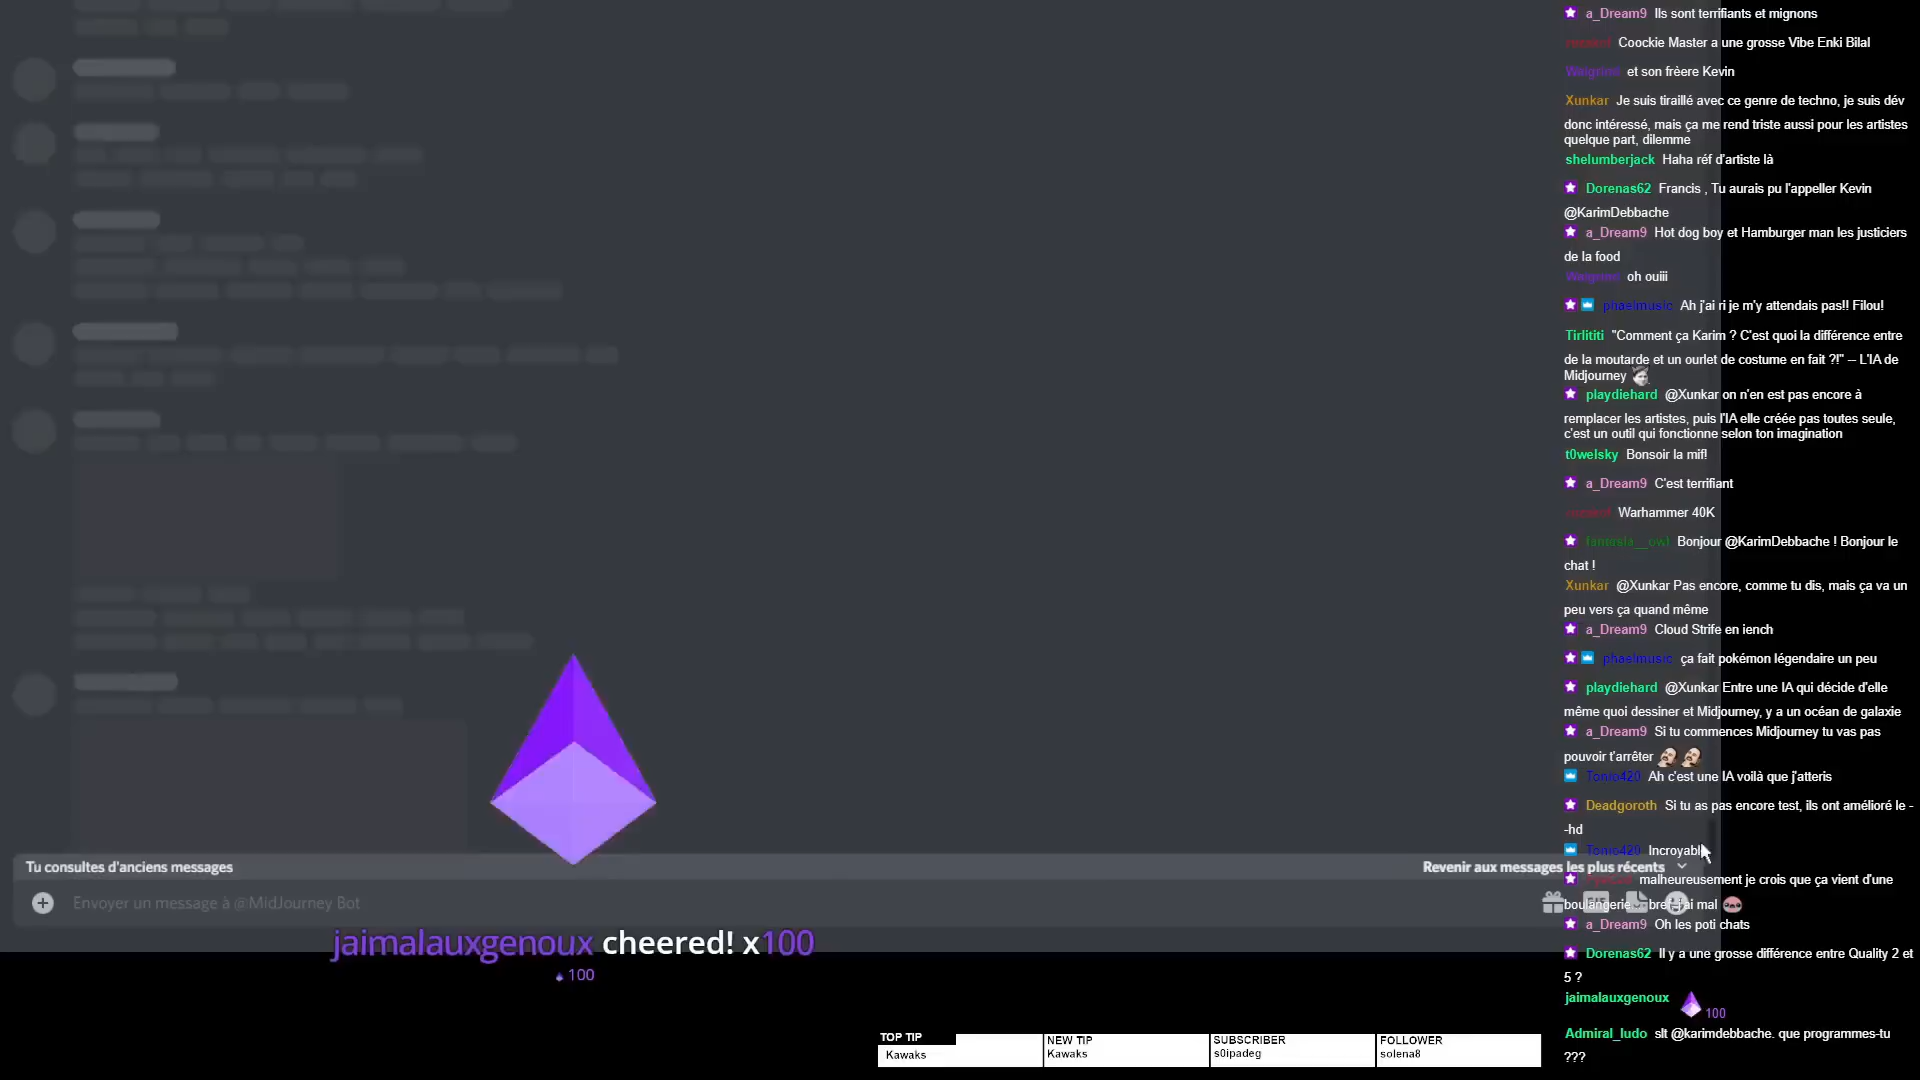 Tu consultes d'anciens messages
Revenir aux messages les plus récents
Envoyer un message à @MidJourney Bot
jaimalauxgenoux cheered! x100
100
TOP TIP
Kawaks
NEW TIP
Kawaks
SUBSCRIBER
s0ipadeg
FOLLOWER
solena8
a_Dream9 Ils sont terrifiants et mignons
Coockie Master a une grosse Vibe Enki Bilal
et son frèere Kevin
Xunkar Je suis tiraillé avec ce genre de techno, je suis dév
donc intéressé, mais ça me rend triste aussi pour les artistes
quelque part, dilemme
shelumberjack Haha réf d'artiste là
Dorenas62 Francis , Tu aurais pu l'appeller Kevin
@KarimDebbache
a_Dream9 Hot dog boy et Hamburger man les justiciers
de la food
oh ouiii
phaelmusic Ah j'ai ri je m'y attendais pas!! Filou!
Tirlititi "Comment ça Karim ? C'est quoi la différence entre
de la moutarde et un ourlet de costume en fait ?!" – L'IA de
Midjourney
playdiehard @Xunkar on n'en est pas encore à
remplacer les artistes, puis l'IA elle créée pas toutes seule,
c'est un outil qui fonctionne selon ton imagination
t0welsky Bonsoir la mif!
a_Dream9 C'est terrifiant
Warhammer 40K
Bonjour @KarimDebbache ! Bonjour le
chat !
Xunkar @Xunkar Pas encore, comme tu dis, mais ça va un
peu vers ça quand même
a_Dream9 Cloud Strife en iench
phaelmusic ça fait pokémon légendaire un peu
playdiehard @Xunkar Entre une IA qui décide d'elle
même quoi dessiner et Midjourney, y a un océan de galaxie
a_Dream9 Si tu commences Midjourney tu vas pas
pouvoir t'arrêter
Ah c'est une IA voilà que j'atteris
Deadgoroth Si tu as pas encore test, ils ont amélioré le -
-hd
malheureusement je crois que ça vient d'une
mal
a_Dream9 Oh les poti chats
Dorenas62 Il y a une grosse différence entre Quality 2 et
5 ?
jaimalauxgenoux 100
Admiral_ludo slt @karimdebbache. que programmes-tu
???